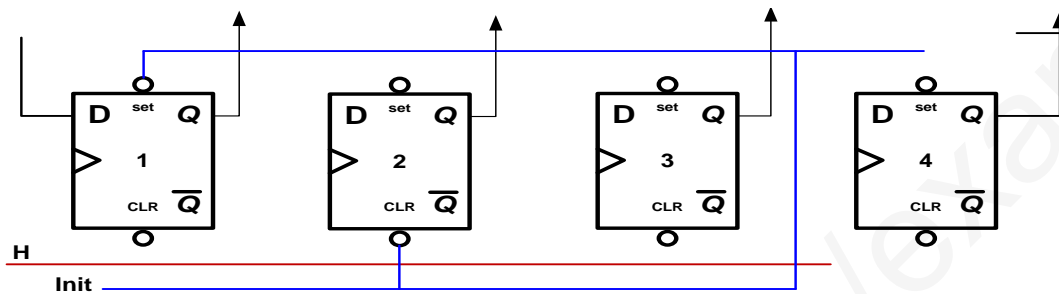 set set set set
D Q D Q D Q D Q
1 2 3 4
CLR Q CLR Q CLR Q CLR Q
H
Init